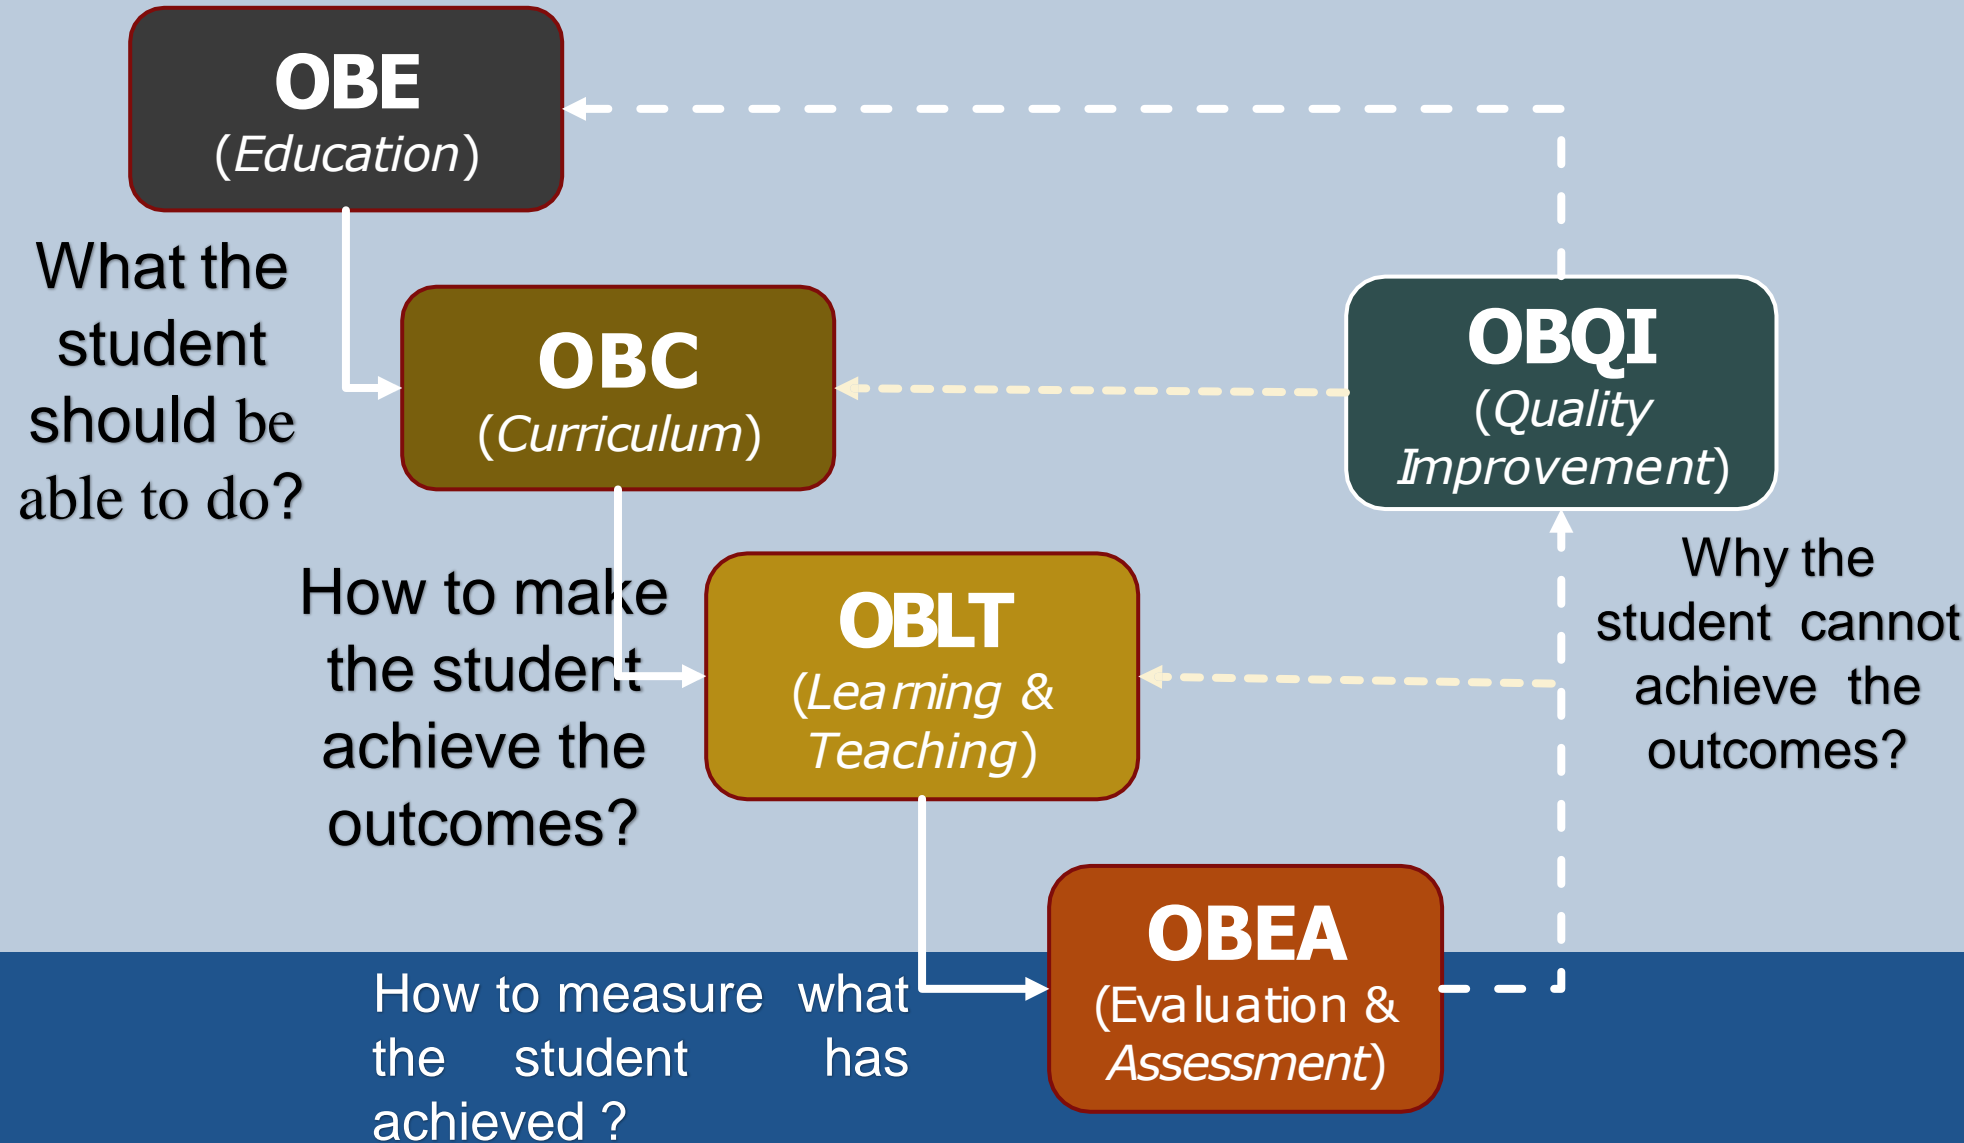 OBE
(Education)
What the
student
should be
able to do?
OBC
(Curriculum)
OBQI
(Quality
Improvement)
How to make
the student
achieve the
outcomes?
OBLT
(Learning &
Teaching)
Why the
student cannot
achieve the
outcomes?
OBEA
(Evaluation &
Assessment)
How to measure what
the student has
achieved ?